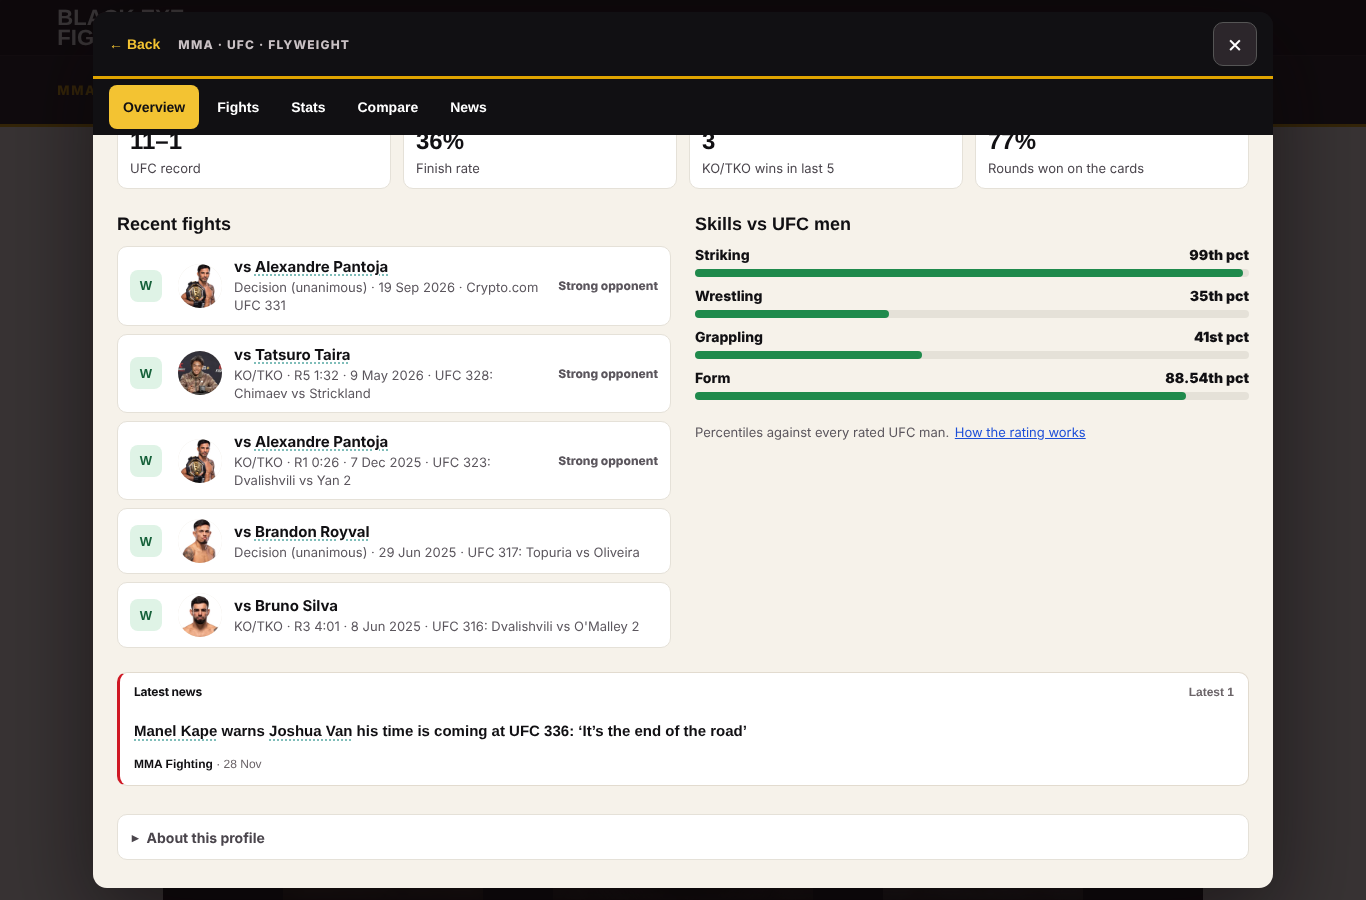 ← Back MMA · UFC · FLYWEIGHT ×
MMA
Overview Fights Stats Compare News
11–1 36% 3 77%
UFC record Finish rate KO/TKO wins in last 5 Rounds won on the cards
Recent fights
W vs Alexandre Pantoja
Decision (unanimous) · 19 Sep 2026 · Crypto.com
UFC 331
Strong opponent
W vs Tatsuro Taira
KO/TKO · R5 1:32 · 9 May 2026 · UFC 328:
Chimaev vs Strickland
Strong opponent
W vs Alexandre Pantoja
KO/TKO · R1 0:26 · 7 Dec 2025 · UFC 323:
Dvalishvili vs Yan 2
Strong opponent
W vs Brandon Royval
Decision (unanimous) · 29 Jun 2025 · UFC 317: Topuria vs Oliveira
W vs Bruno Silva
KO/TKO · R3 4:01 · 8 Jun 2025 · UFC 316: Dvalishvili vs O'Malley 2
Skills vs UFC men
Striking 99th pct
Wrestling 35th pct
Grappling 41st pct
Form 88.54th pct
Percentiles against every rated UFC man. How the rating works
Latest news Latest 1
Manel Kape warns Joshua Van his time is coming at UFC 336: ‘It’s the end of the road’
MMA Fighting · 28 Nov
▸ About this profile